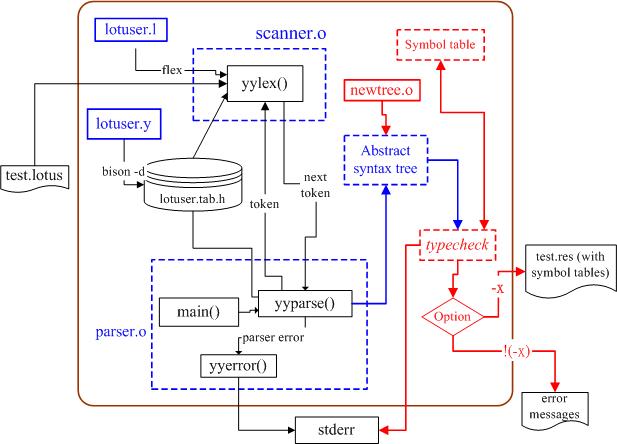 lotuser.l
scanner.o
Symbol table
flex
yylex()
newtree.o
lotuser.y
Abstract
syntax tree
test.lotus
bison -d
lotuser.tab.h
token
next
token
typecheck
test.res (with
symbol tables)
-x
main()
yyparse()
Option
parser.o
parser error
!(-x)
yyerror()
error
messages
stderr